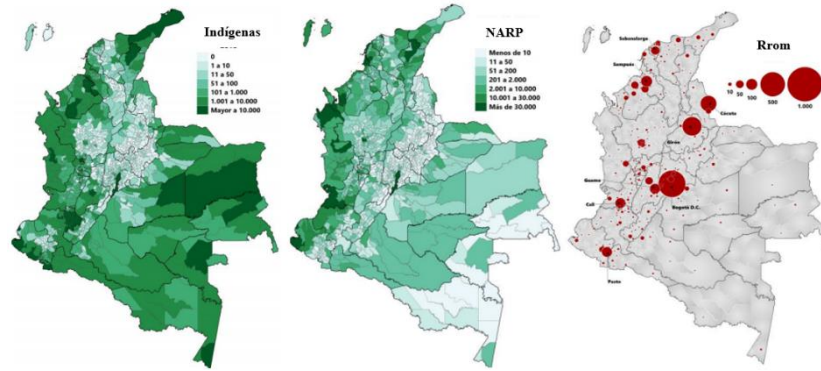 Indígenas
0
1 a 10
11 a 50
51 a 100
101 a 1.000
1.001 a 10.000
Mayor a 10.000
NARP
Menos de 10
11 a 50
51 a 200
201 a 2.000
2.001 a 10.000
10.001 a 30.000
Más de 30.000
Rrom
10
50
100
500
1.000
Sabanalarga
Sampués
Cúcuta
Girón
Bogotá D.C.
Cali
Pasto